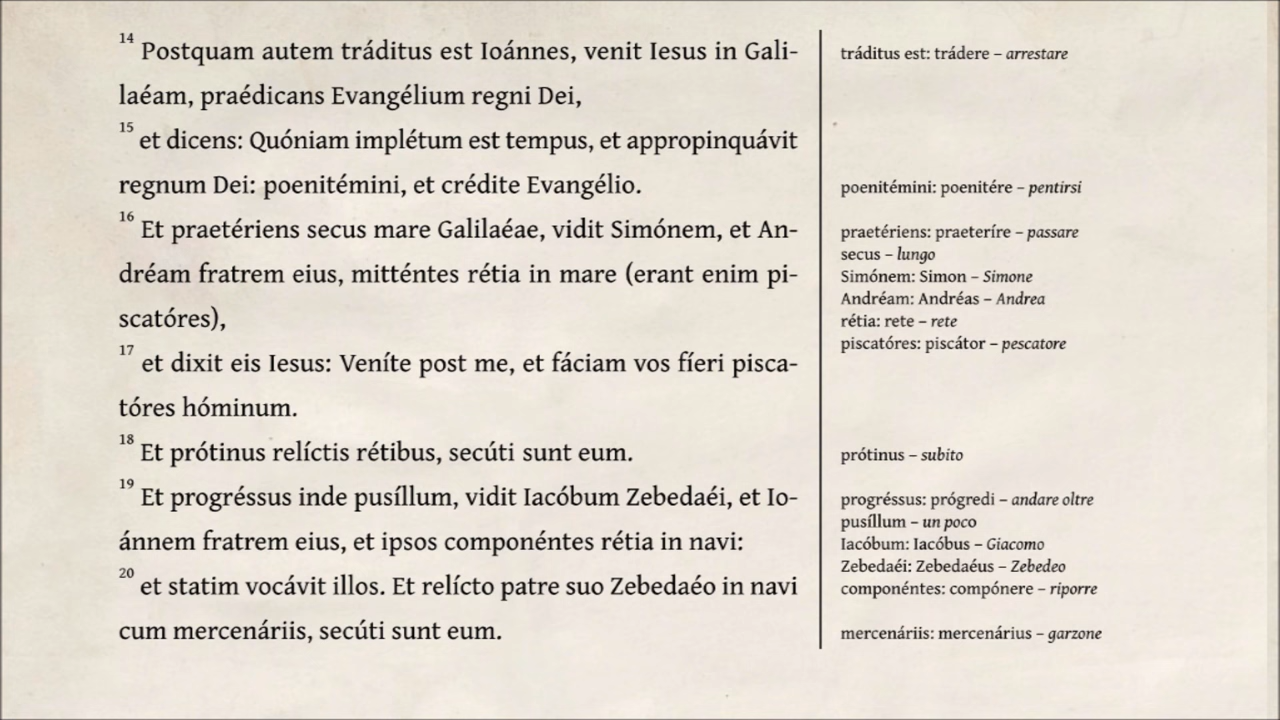 14 Postquam autem tráditus est Ioánnes, venit Iesus in Gali-
laéam, praédicans Evangélium regni Dei,
15 et dicens: Quóniam implétum est tempus, et appropinquávit
regnum Dei: poenitémini, et crédite Evangélio.
16 Et praetériens secus mare Galilaéae, vidit Simónem, et An-
dréam fratrem eius, mitténtes rétia in mare (erant enim pi-
scatóres),
17 et dixit eis Iesus: Veníte post me, et fáciam vos fíeri pisca-
tóres hóminum.
18 Et prótinus relíctis rétibus, secúti sunt eum.
19 Et progréssus inde pusíllum, vidit Iacóbum Zebedaéi, et Io-
ánnem fratrem eius, et ipsos componéntes rétia in navi:
20 et statim vocávit illos. Et relícto patre suo Zebedaéo in navi
cum mercenáriis, secúti sunt eum.
tráditus est: trádere – arrestare
poenitémini: poenitére – pentirsi
praetériens: praeteríre – passare
secus – lungo
Simónem: Simon – Simone
Andréam: Andréas – Andrea
rétia: rete – rete
piscatóres: piscátor – pescatore
prótinus – subito
progréssus: prógredi – andare oltre
pusíllum – un poco
Iacóbum: Iacóbus – Giacomo
Zebedaéi: Zebedaéus – Zebedeo
componéntes: compónere – riporre
mercenáriis: mercenárius – garzone